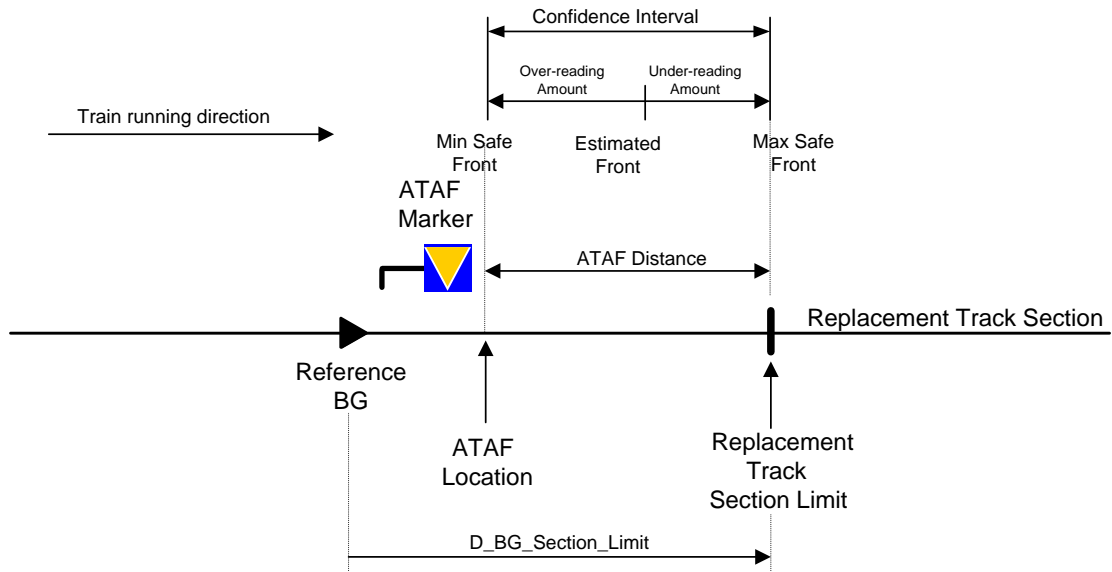 Confidence Interval
Over-reading
Amount
Under-reading
Amount
Train running direction
Min Safe
Front
Estimated
Front
Max Safe
Front
ATAF
Marker
ATAF Distance
Replacement Track Section
Reference
BG
ATAF
Location
Replacement
Track
Section Limit
D_BG_Section_Limit